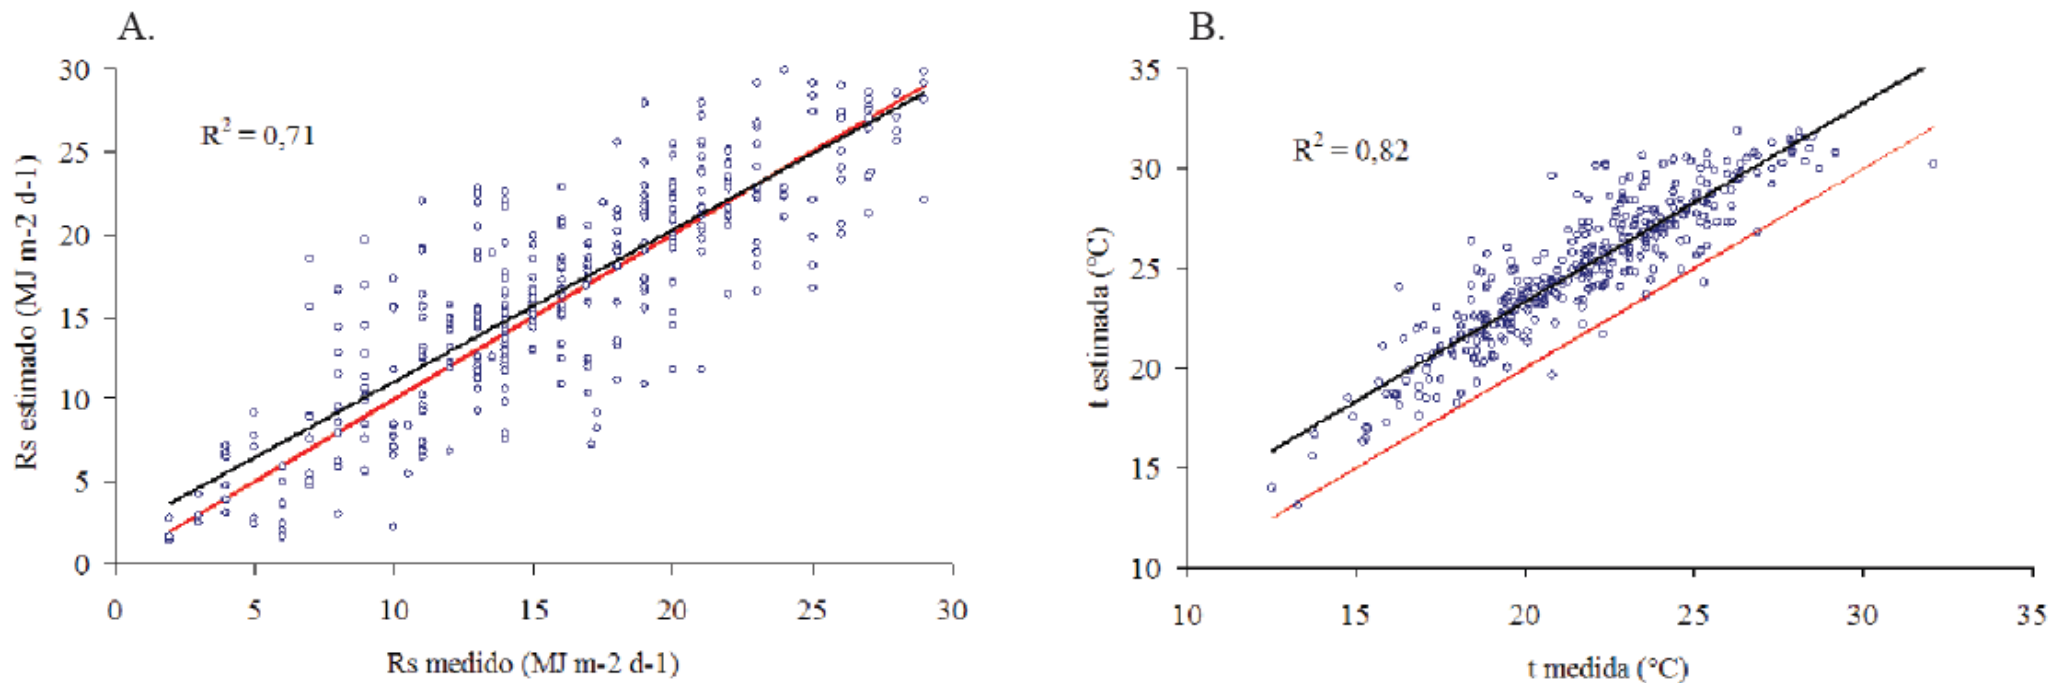 A.
R² = 0,71
Rs estimado (MJ m-2 d-1)
30
25
20
15
10
5
0
0 5 10 15 20 25 30
Rs medido (MJ m-2 d-1)
B.
R² = 0,82
t estimada (°C)
35
30
25
20
15
10
10 15 20 25 30 35
t medida (°C)